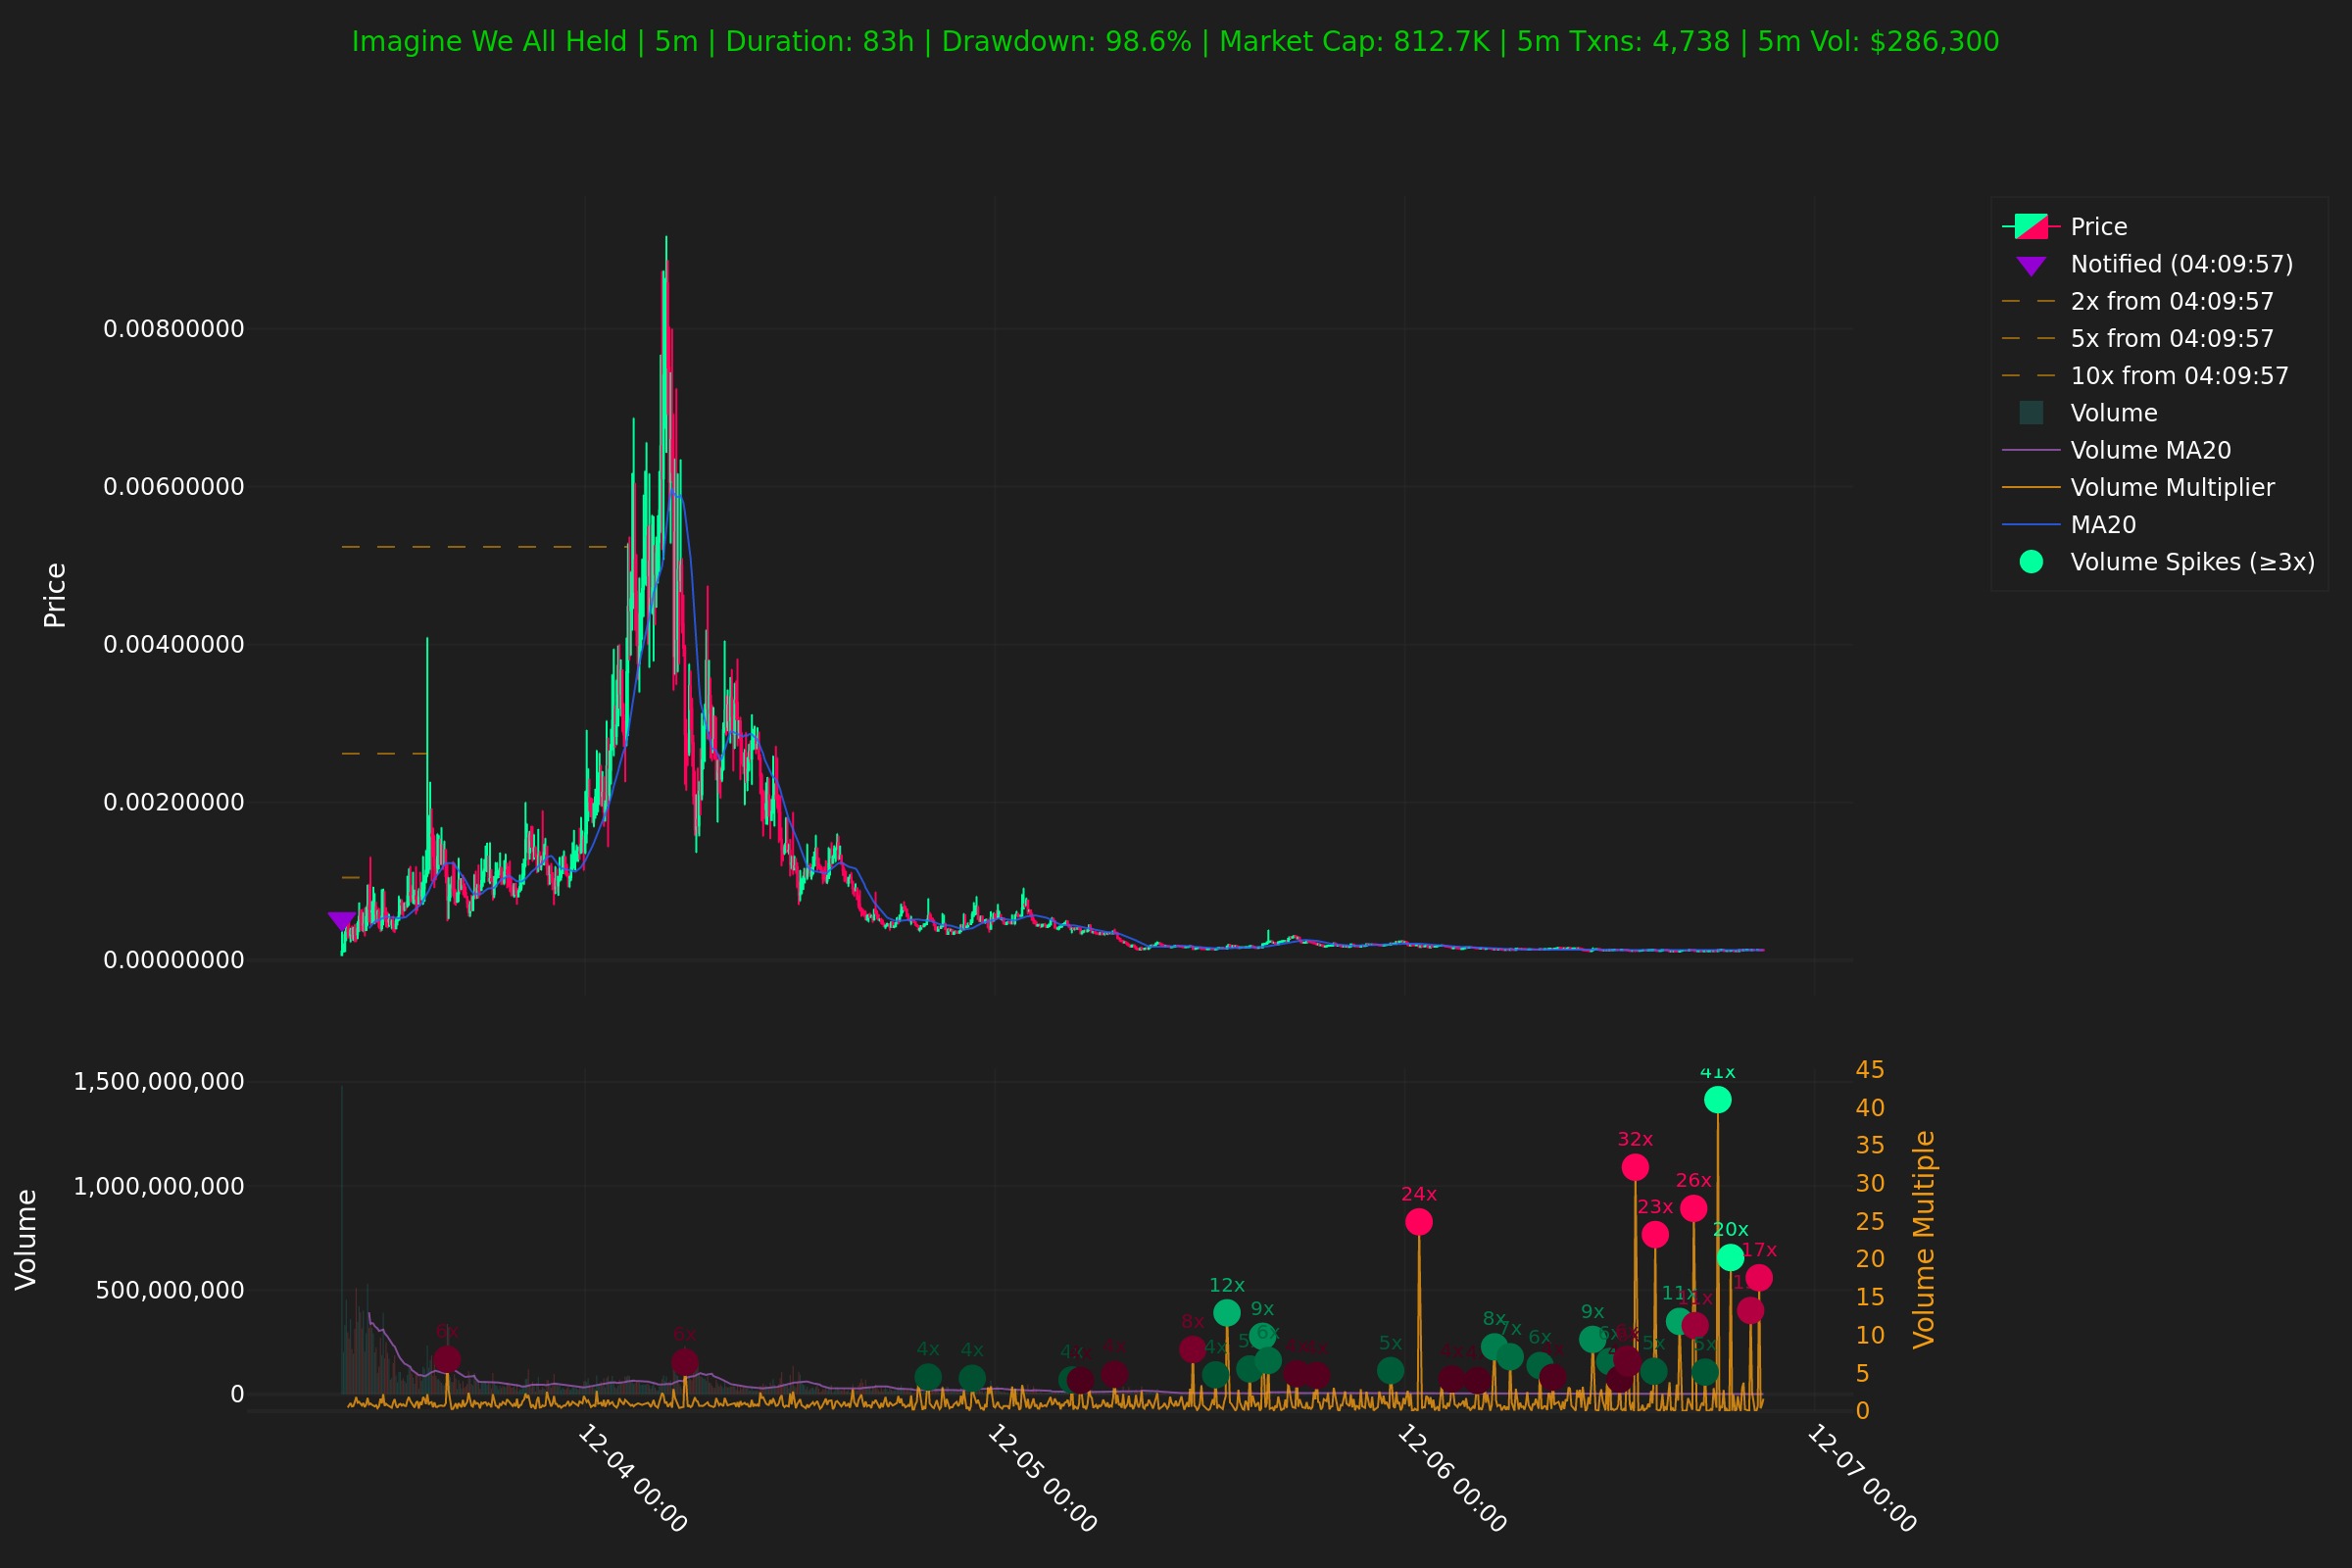 Imagine We All Held | 5m | Duration: 83h | Drawdown: 98.6% | Market Cap: 812.7K | 5m Txns: 4,738 | 5m Vol: $286,300
Price
0.00800000
0.00600000
0.00400000
0.00200000
0.00000000
Price
Notified (04:09:57)
2x from 04:09:57
5x from 04:09:57
10x from 04:09:57
Volume
Volume MA20
Volume Multiplier
MA20
Volume Spikes (≥3x)
Volume
1,500,000,000
1,000,000,000
500,000,000
0
6x
6x
4x
4x
8x
4x
12x
9x
6x
5x
24x
8x
7x
6x
9x
32x
23x
5x
11x
26x
11x
5x
41x
20x
17x
45
40
35
30
25
20
15
10
5
0
Volume Multiple
12-04 00:00
12-05 00:00
12-06 00:00
12-07 00:00